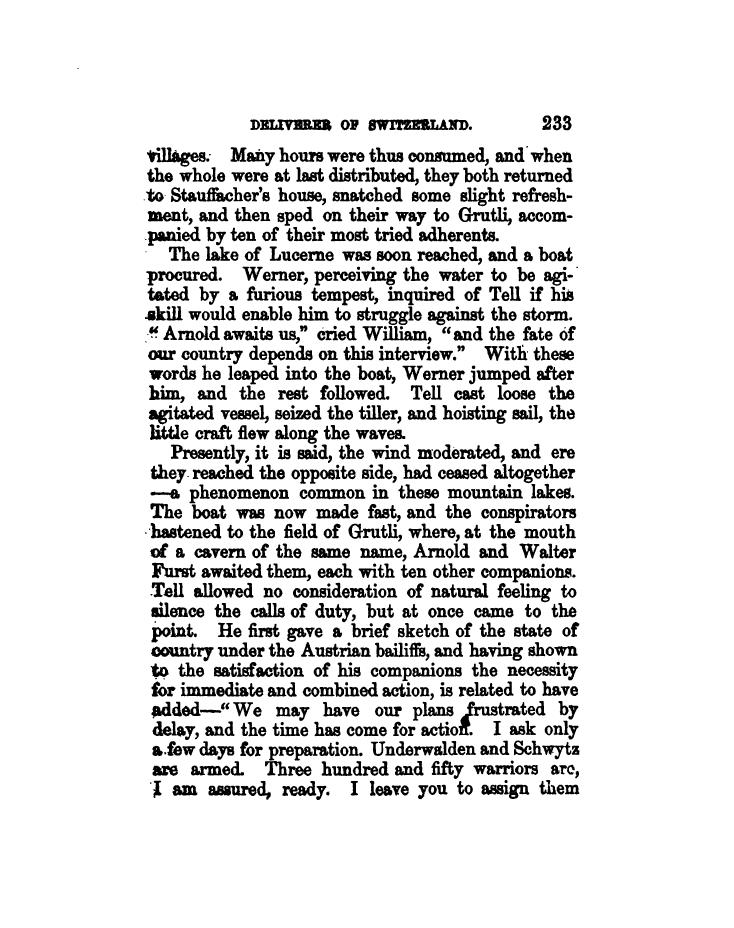 DELIVERER OF SWITZERLAND. 233
villages. Many hours were thus consumed, and when
the whole were at last distributed, they both returned
to Stauffacher's house, snatched some slight refresh-
ment, and then sped on their way to Grutli, accom-
panied by ten of their most tried adherents.
The lake of Lucerne was soon reached, and a boat
procured. Werner, perceiving the water to be agi-
tated by a furious tempest, inquired of Tell if his
skill would enable him to struggle against the storm.
"Arnold awaits us," cried William, "and the fate of
our country depends on this interview." With these
words he leaped into the boat, Werner jumped after
him, and the rest followed. Tell cast loose the
agitated vessel, seized the tiller, and hoisting sail, the
little craft flew along the waves.
Presently, it is said, the wind moderated, and ere
they reached the opposite side, had ceased altogether
—a phenomenon common in these mountain lakes.
The boat was now made fast, and the conspirators
hastened to the field of Grutli, where, at the mouth
of a cavern of the same name, Arnold and Walter
Furst awaited them, each with ten other companions.
Tell allowed no consideration of natural feeling to
silence the calls of duty, but at once came to the
point. He first gave a brief sketch of the state of
country under the Austrian bailiffs, and having shown
to the satisfaction of his companions the necessity
for immediate and combined action, is related to have
added—"We may have our plans frustrated by
delay, and the time has come for action. I ask only
a few days for preparation. Underwalden and Schwytz
are armed. Three hundred and fifty warriors are,
I am assured, ready. I leave you to assign them